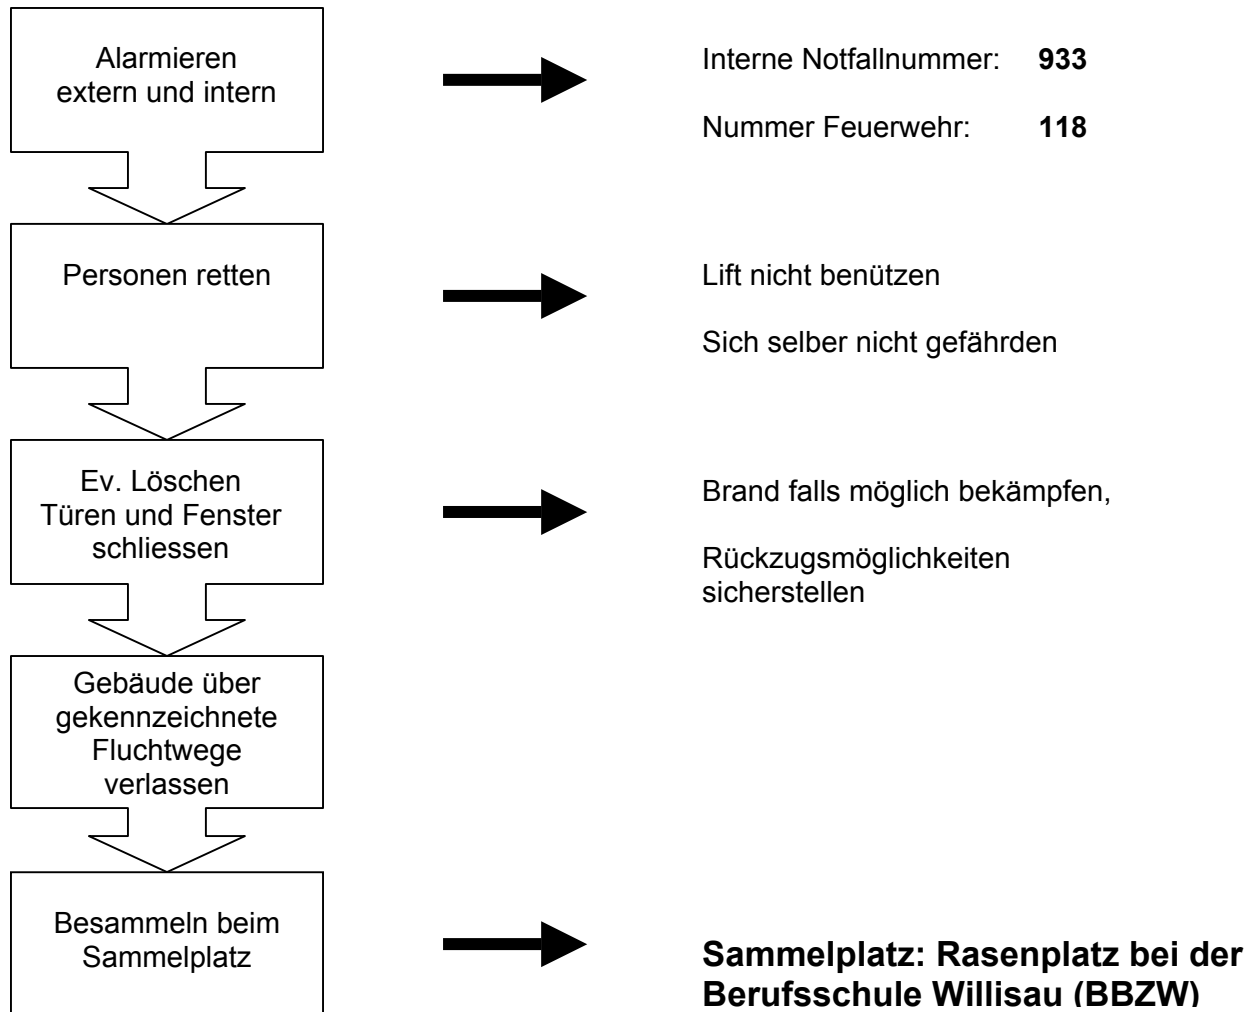 Alarmieren
extern und intern
Interne Notfallnummer: 933
Nummer Feuerwehr: 118
Personen retten
Lift nicht benützen
Sich selber nicht gefährden
Ev. Löschen
Türen und Fenster
schliessen
Brand falls möglich bekämpfen,
Rückzugsmöglichkeiten
sicherstellen
Gebäude über
gekennzeichnete
Fluchtwege
verlassen
Besammeln beim
Sammelplatz
Sammelplatz: Rasenplatz bei der
Berufsschule Willisau (BBZW)